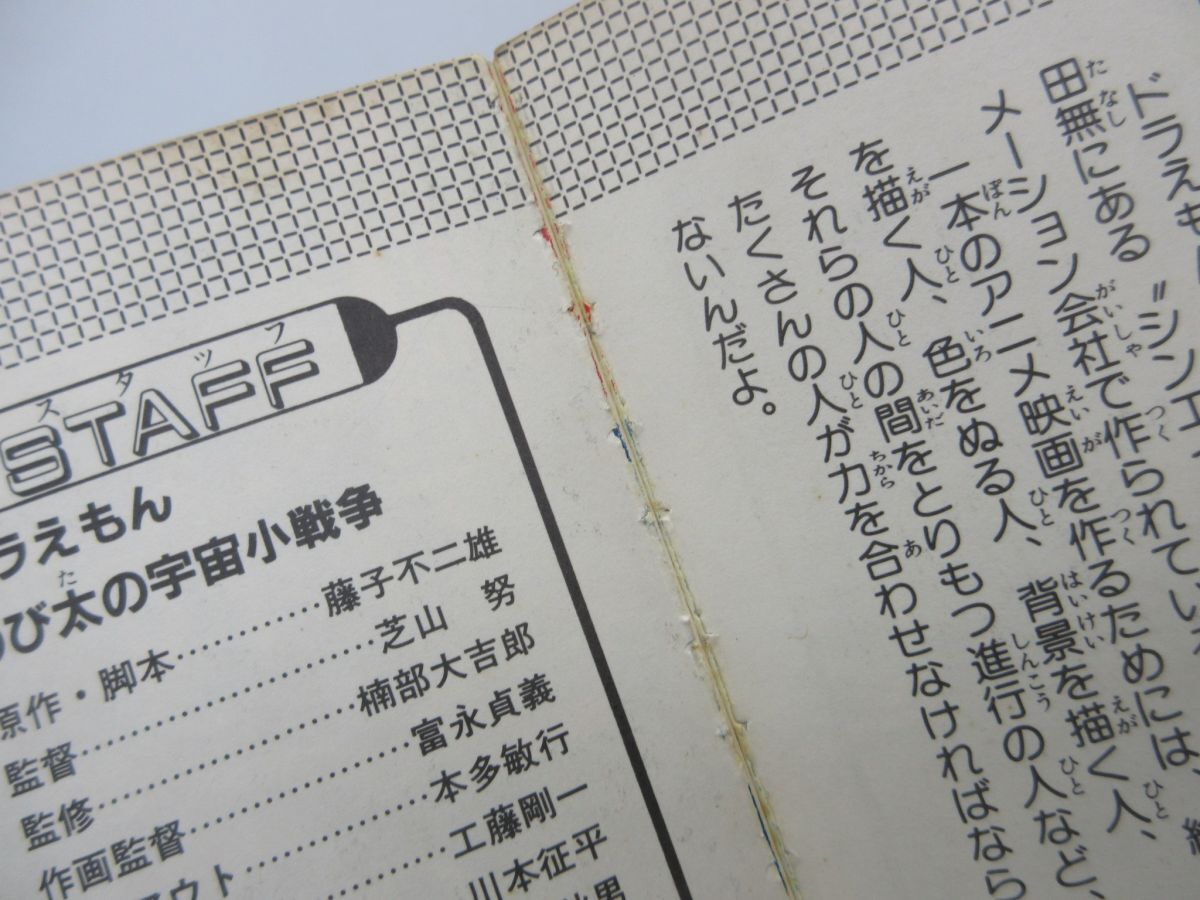 ドラえもん
田無にある〝シンエ
メーション会社で作られてい
一本のアニメ映画を作るためには、
を描く人、色をぬる人、背景を描く人、
それらの人の間をとりもつ進行の人など、
たくさんの人が力を合わせなければなら
ないんだよ。
スタッフ
STAFF
ラえもん
び太の宇宙小戦争
原作・脚本……………藤子不二雄
監督……………芝山 努
監修……………楠部大吉郎
作画監督……………富永貞義
アウト……………本多敏行
工藤剛一
川本征平
男